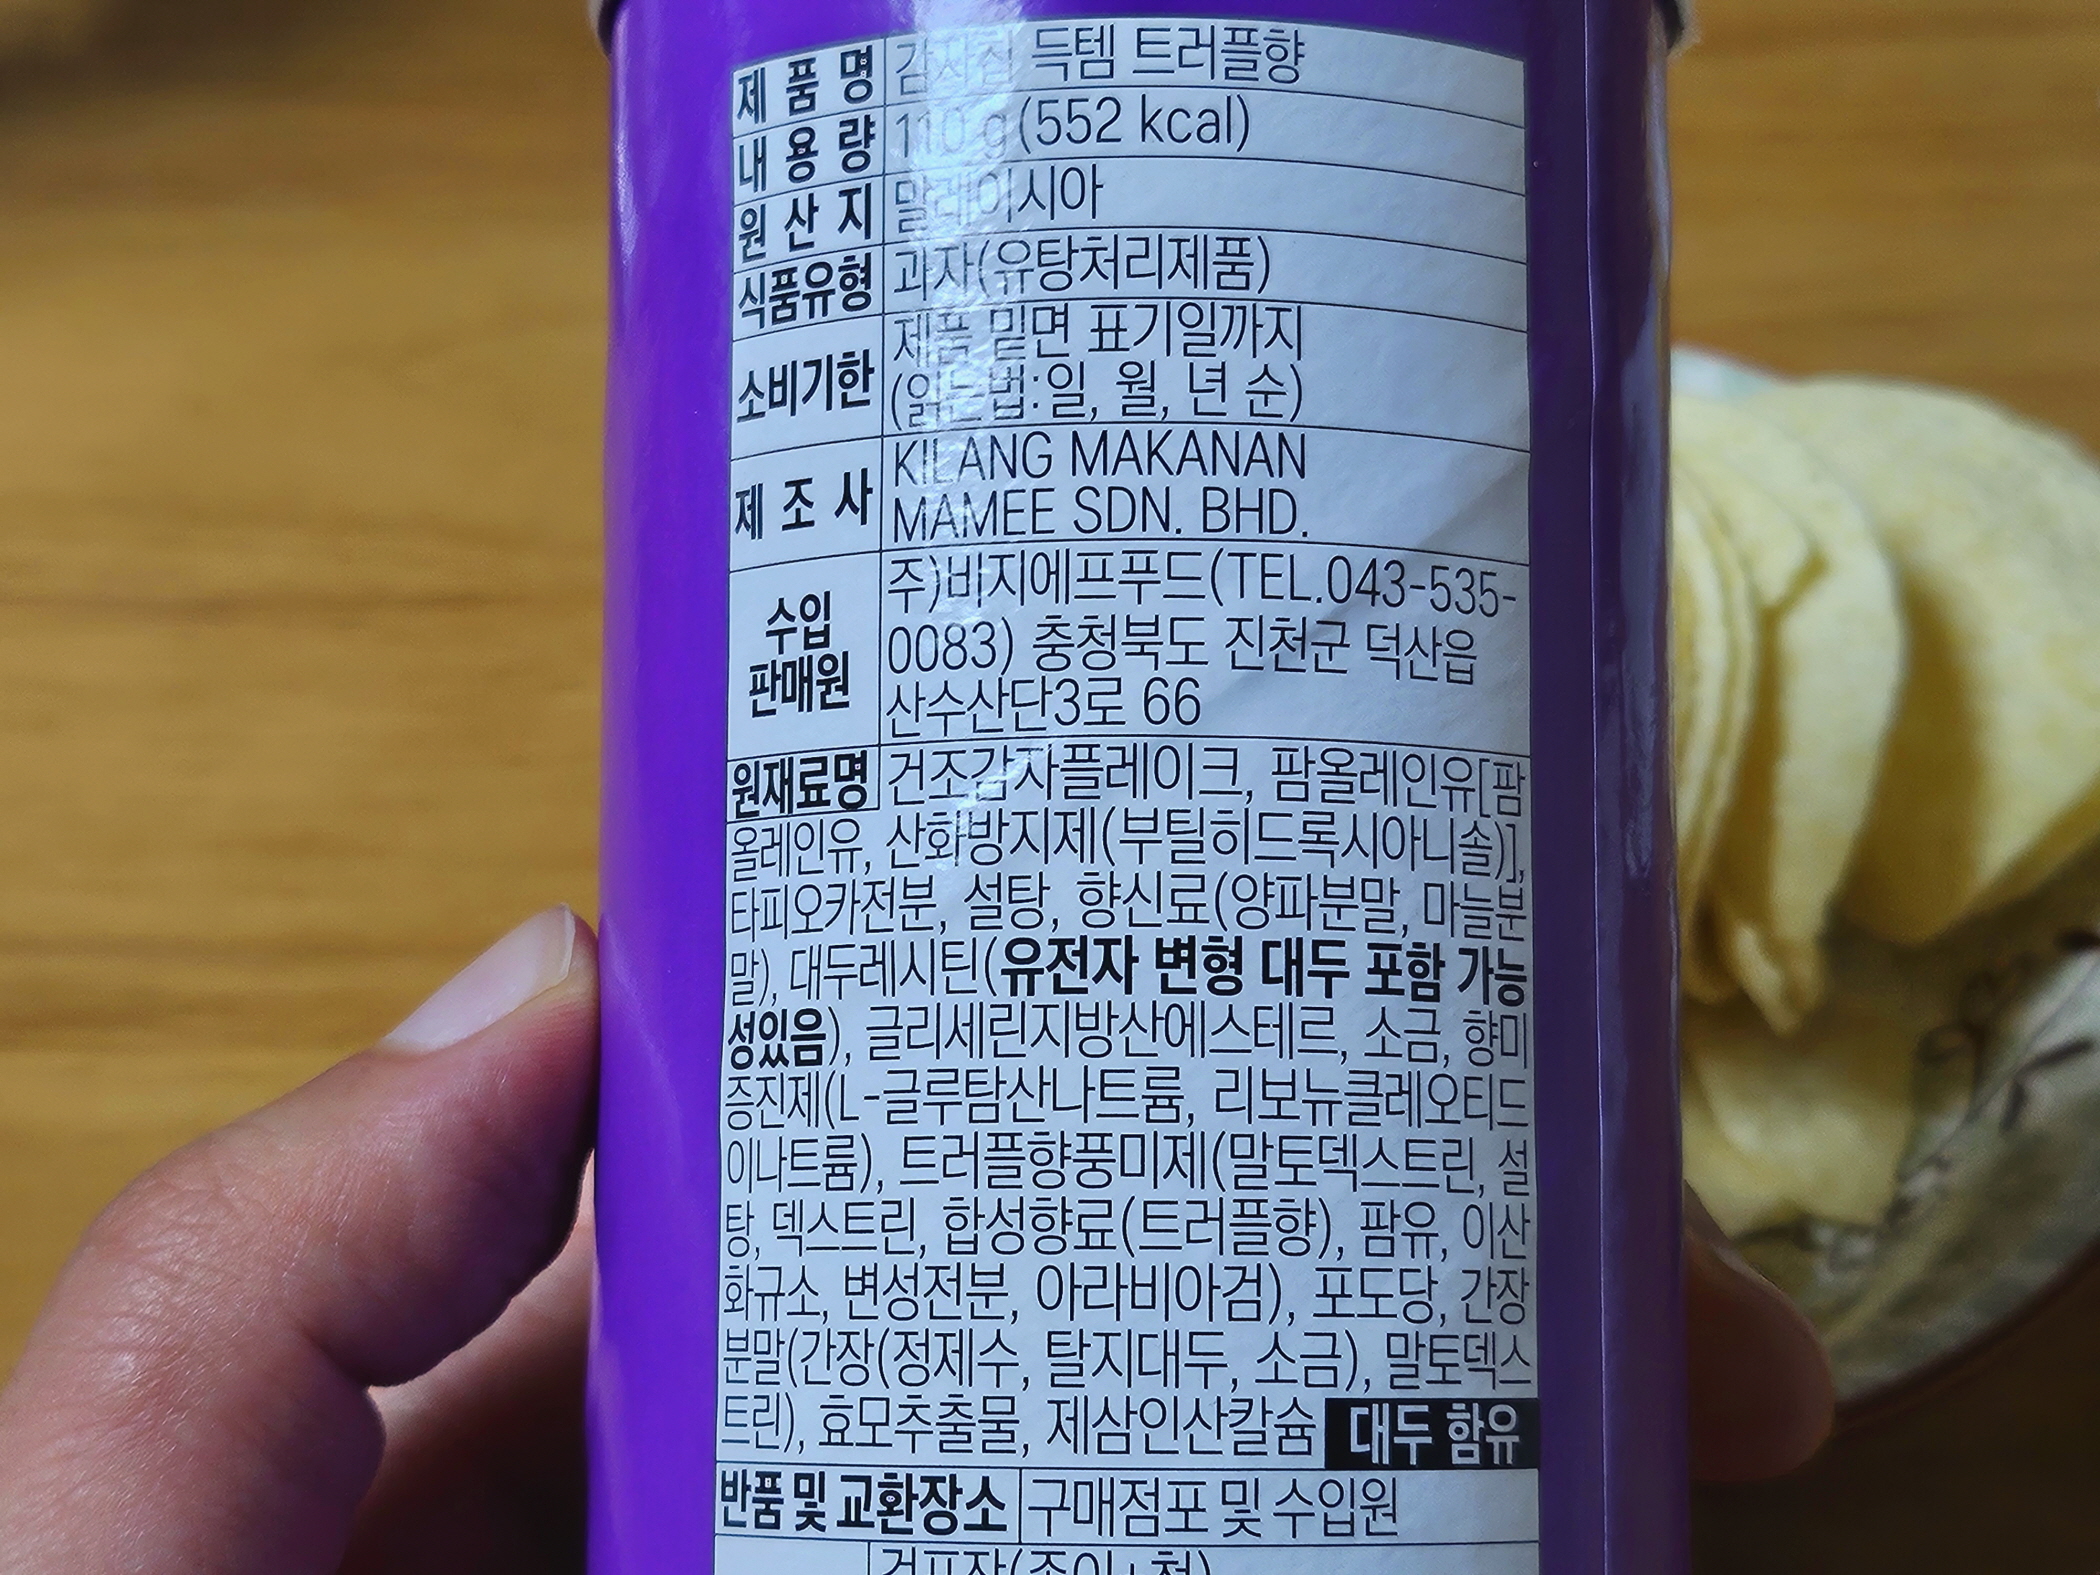 제 품 명 감자칩 득템 트러플향
내 용 량 110 g (552 kcal)
원 산 지 말레이시아
식품유형 과자(유탕처리제품)
소비기한 제품 밑면 표기일까지
(읽는법:일, 월, 년 순)
제 조 사 KILANG MAKANAN
MAMEE SDN. BHD.
수입
판매원
주)비지에프푸드(TEL.043-535-
0083) 충청북도 진천군 덕산읍
산수산단3로 66
원재료명 건조감자플레이크, 팜올레인유[팜
올레인유, 산화방지제(부틸히드록시아니솔)],
타피오카전분, 설탕, 향신료(양파분말, 마늘분
말), 대두레시틴(유전자 변형 대두 포함 가능
성있음), 글리세린지방산에스테르, 소금, 향미
증진제(L-글루탐산나트륨, 리보뉴클레오티드
이나트륨), 트러플향풍미제(말토덱스트린, 설
탕, 덱스트린, 합성향료(트러플향), 팜유, 이산
화규소, 변성전분, 아라비아검), 포도당, 간장
분말(간장(정제수, 탈지대두, 소금), 말토덱스
트린), 효모추출물, 제삼인산칼슘 대두 함유
반품 및 교환장소 구매점포 및 수입원